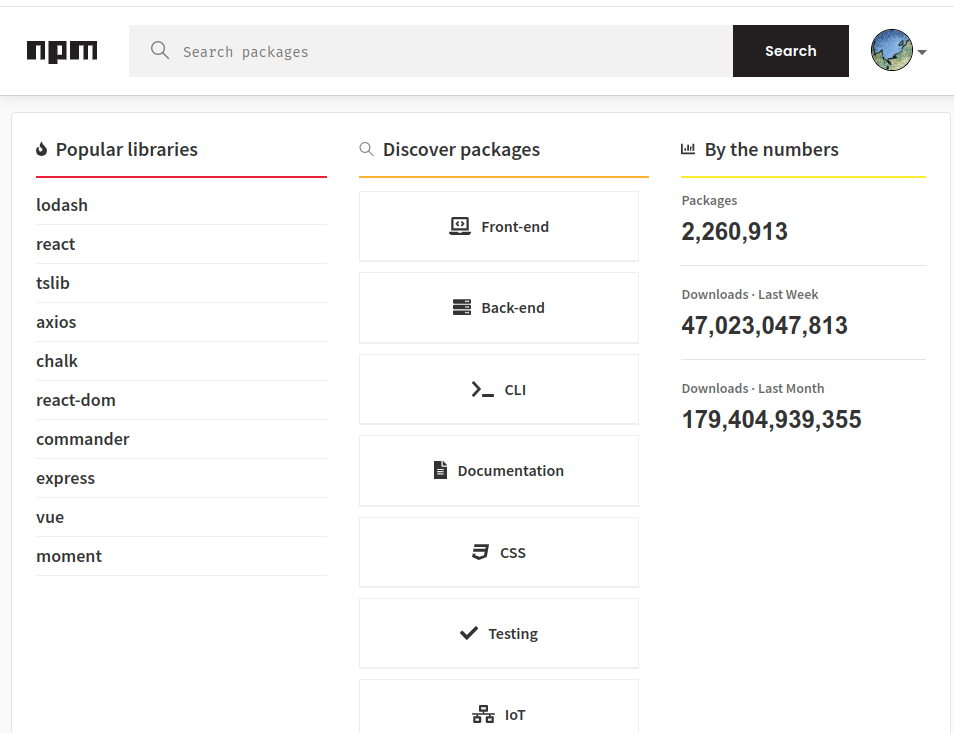 npm
Search packages
Search
Popular libraries
lodash
react
tslib
axios
chalk
react-dom
commander
express
vue
moment
Discover packages
Front-end
Back-end
CLI
Documentation
CSS
Testing
IoT
By the numbers
Packages
2,260,913
Downloads · Last Week
47,023,047,813
Downloads · Last Month
179,404,939,355